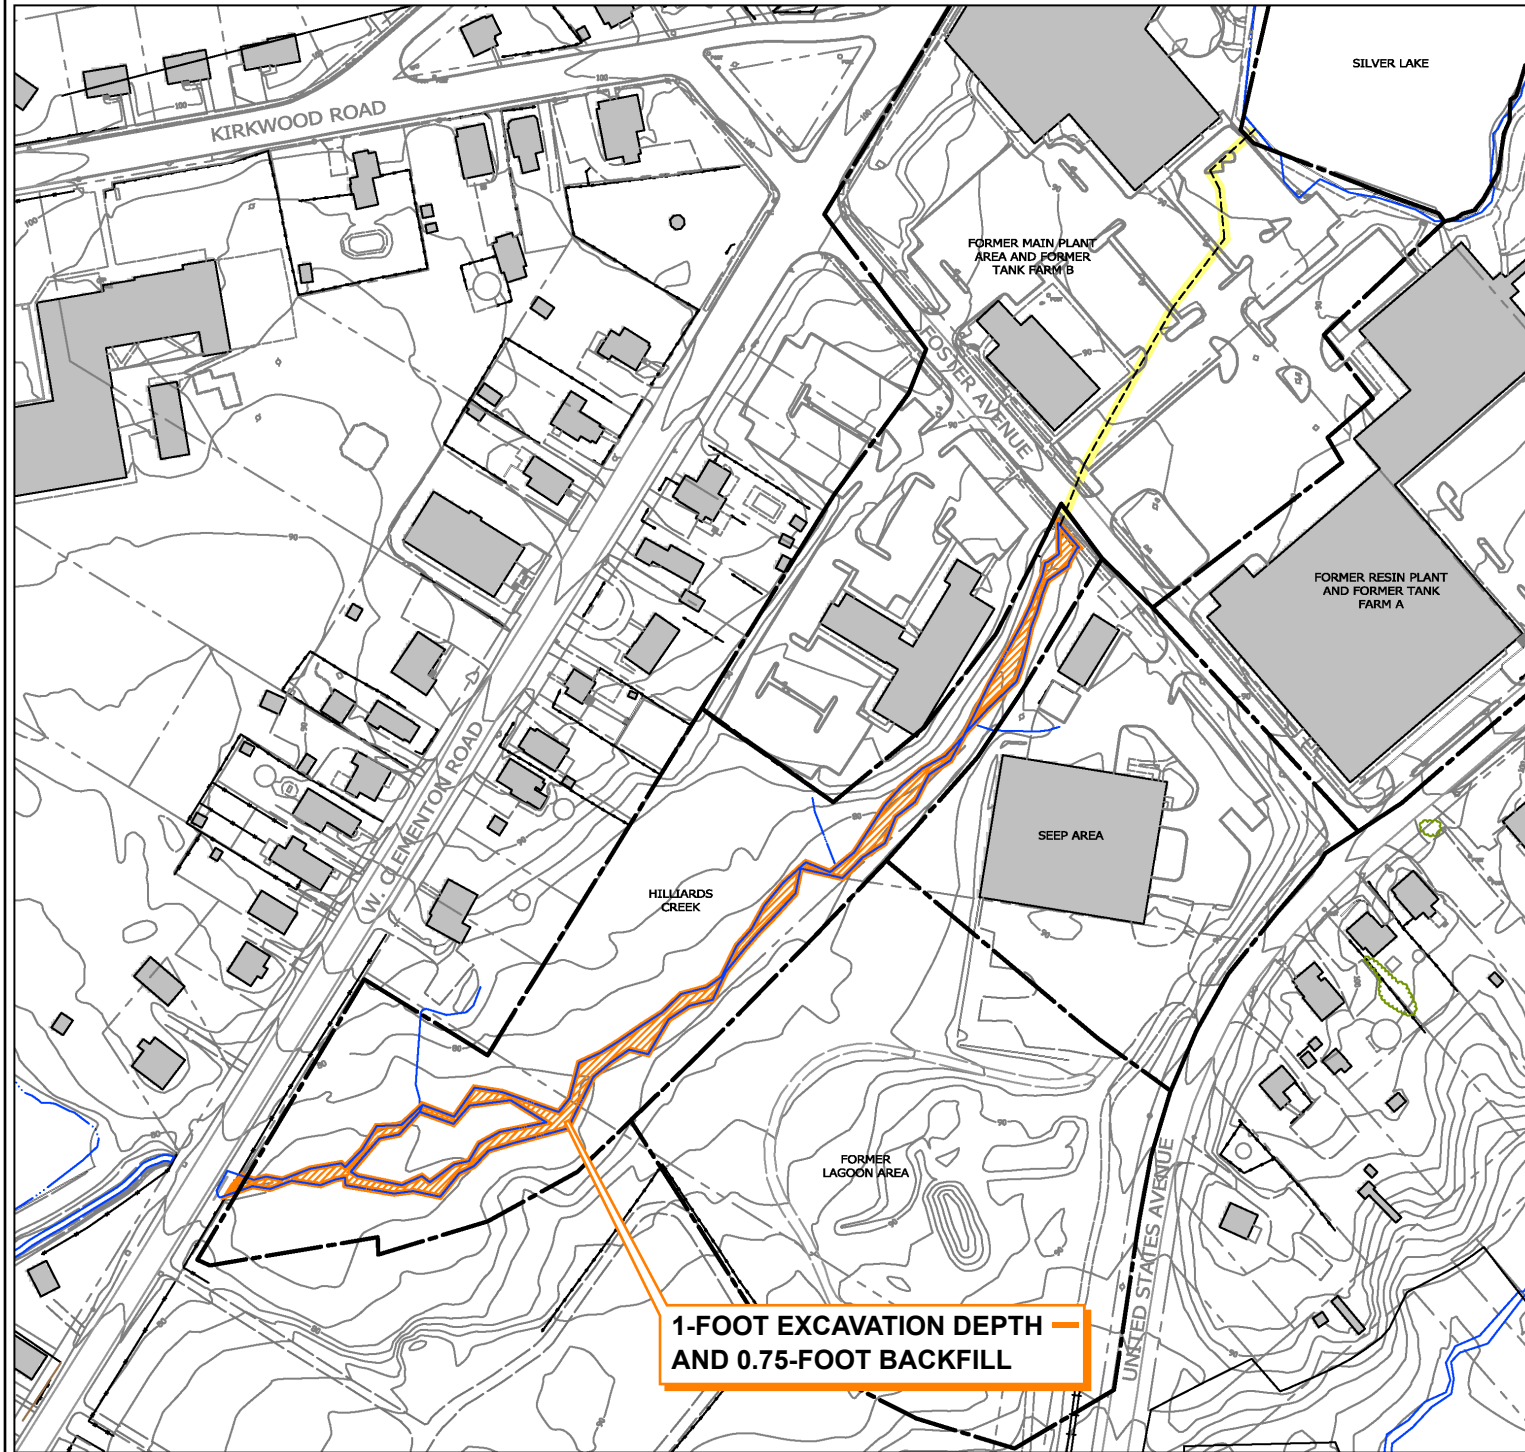 SILVER LAKE
KIRKWOOD ROAD
FORMER MAIN PLANT
AREA AND FORMER
TANK FARM B
FOSTER AVENUE
FORMER RESIN PLANT
AND FORMER TANK
FARM A
W. CLEMENTON ROAD
SEEP AREA
HILLIARDS
CREEK
FORMER
LAGOON AREA
UNITED STATES AVENUE
1-FOOT EXCAVATION DEPTH
AND 0.75-FOOT BACKFILL